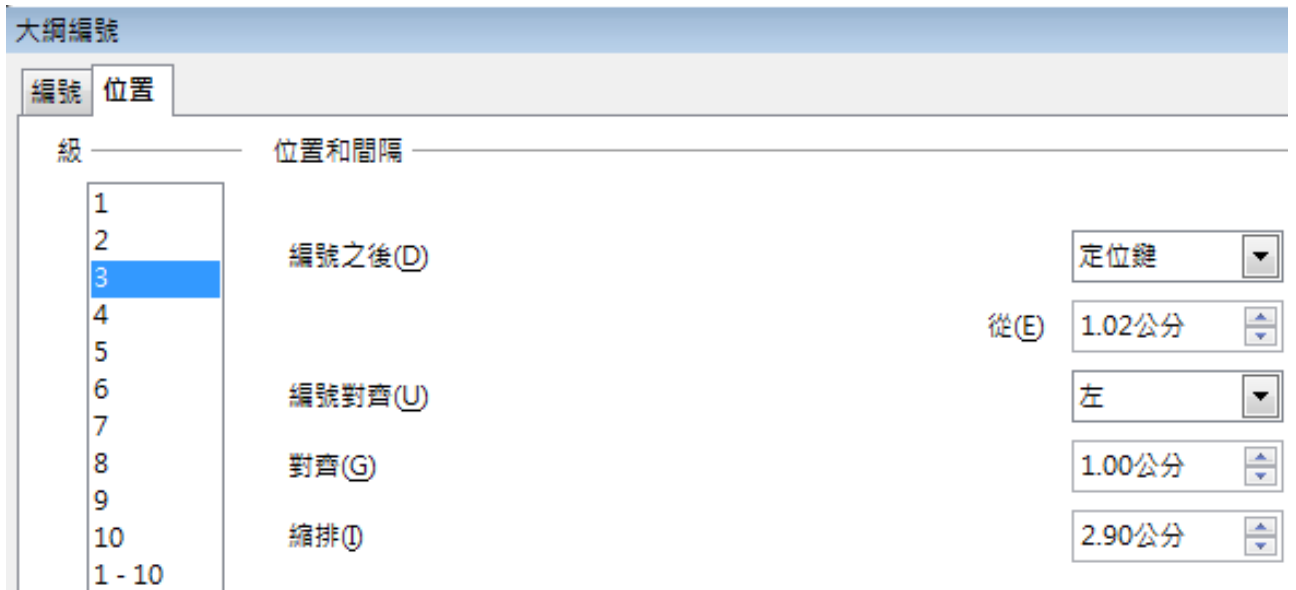 大綱編號
編號 位置
級 位置和間隔
1
2
3
4
5
6
7
8
9
10
1 - 10
編號之後(D) 定位鍵
從(E) 1.02公分
編號對齊(U) 左
對齊(G) 1.00公分
縮排(I) 2.90公分